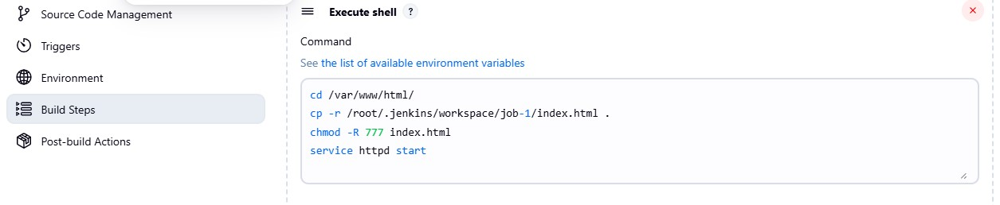 Source Code Management
Triggers
Environment
Build Steps
Post-build Actions
Execute shell ?
Command
See the list of available environment variables
cd /var/www/html/
cp -r /root/.jenkins/workspace/job-1/index.html .
chmod -R 777 index.html
service httpd start